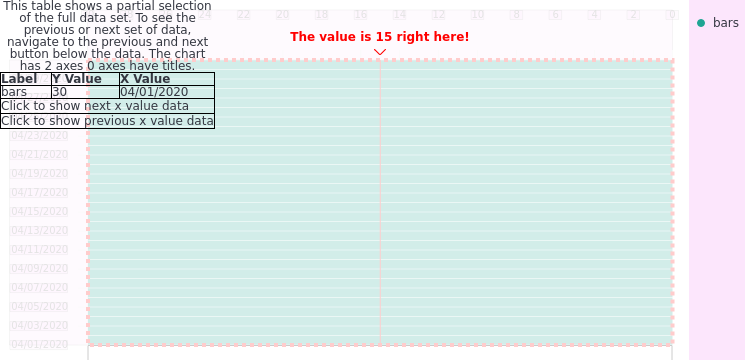 This table shows a partial selection
of the full data set. To see the
previous or next set of data,
navigate to the previous and next
button below the data. The chart
has 2 axes 0 axes have titles.
Label Y Value X Value
bars 30 04/01/2020
Click to show next x value data
Click to show previous x value data
24 22 20 18 16 14 12 10 8 6 4 2 0
The value is 15 right here!
bars
04/23/2020
04/21/2020
04/19/2020
04/17/2020
04/15/2020
04/13/2020
04/11/2020
04/09/2020
04/07/2020
04/05/2020
04/03/2020
04/01/2020